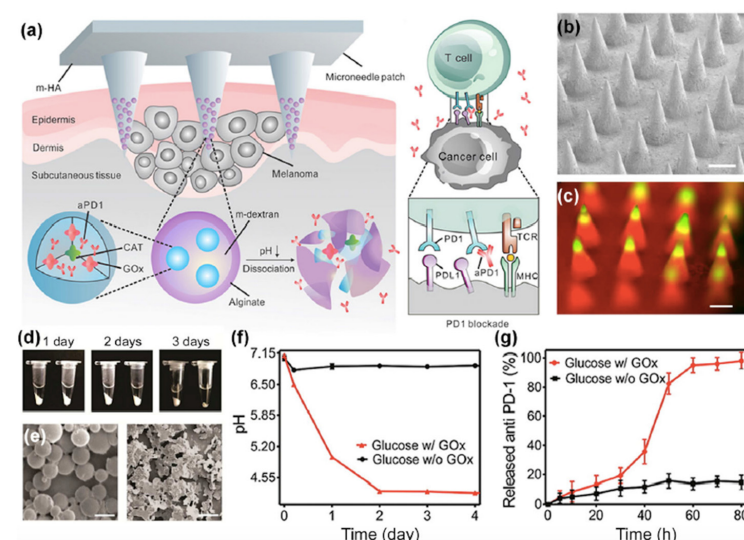 (a)
m-HA
Microneedle patch
Epidermis
Dermis
Subcutaneous tissue
Melanoma
aPD1
CAT
GOx
m-dextran
Alginate
pH ↓
Dissociation
T cell
Cancer cell
PD1
TCR
PDL1
aPD1
MHC
PD1 blockade
(b)
(c)
(d) 1 day 2 days 3 days
(e)
(f)
7.15
6.50
5.85
5.20
4.55
pH
Glucose w/ GOx
Glucose w/o GOx
0 1 2 3 4
Time (day)
(g)
100
80
60
40
20
0
Released anti PD-1 (%)
Glucose w/ GOx
Glucose w/o GOx
0 20 40 60 80
Time (h)